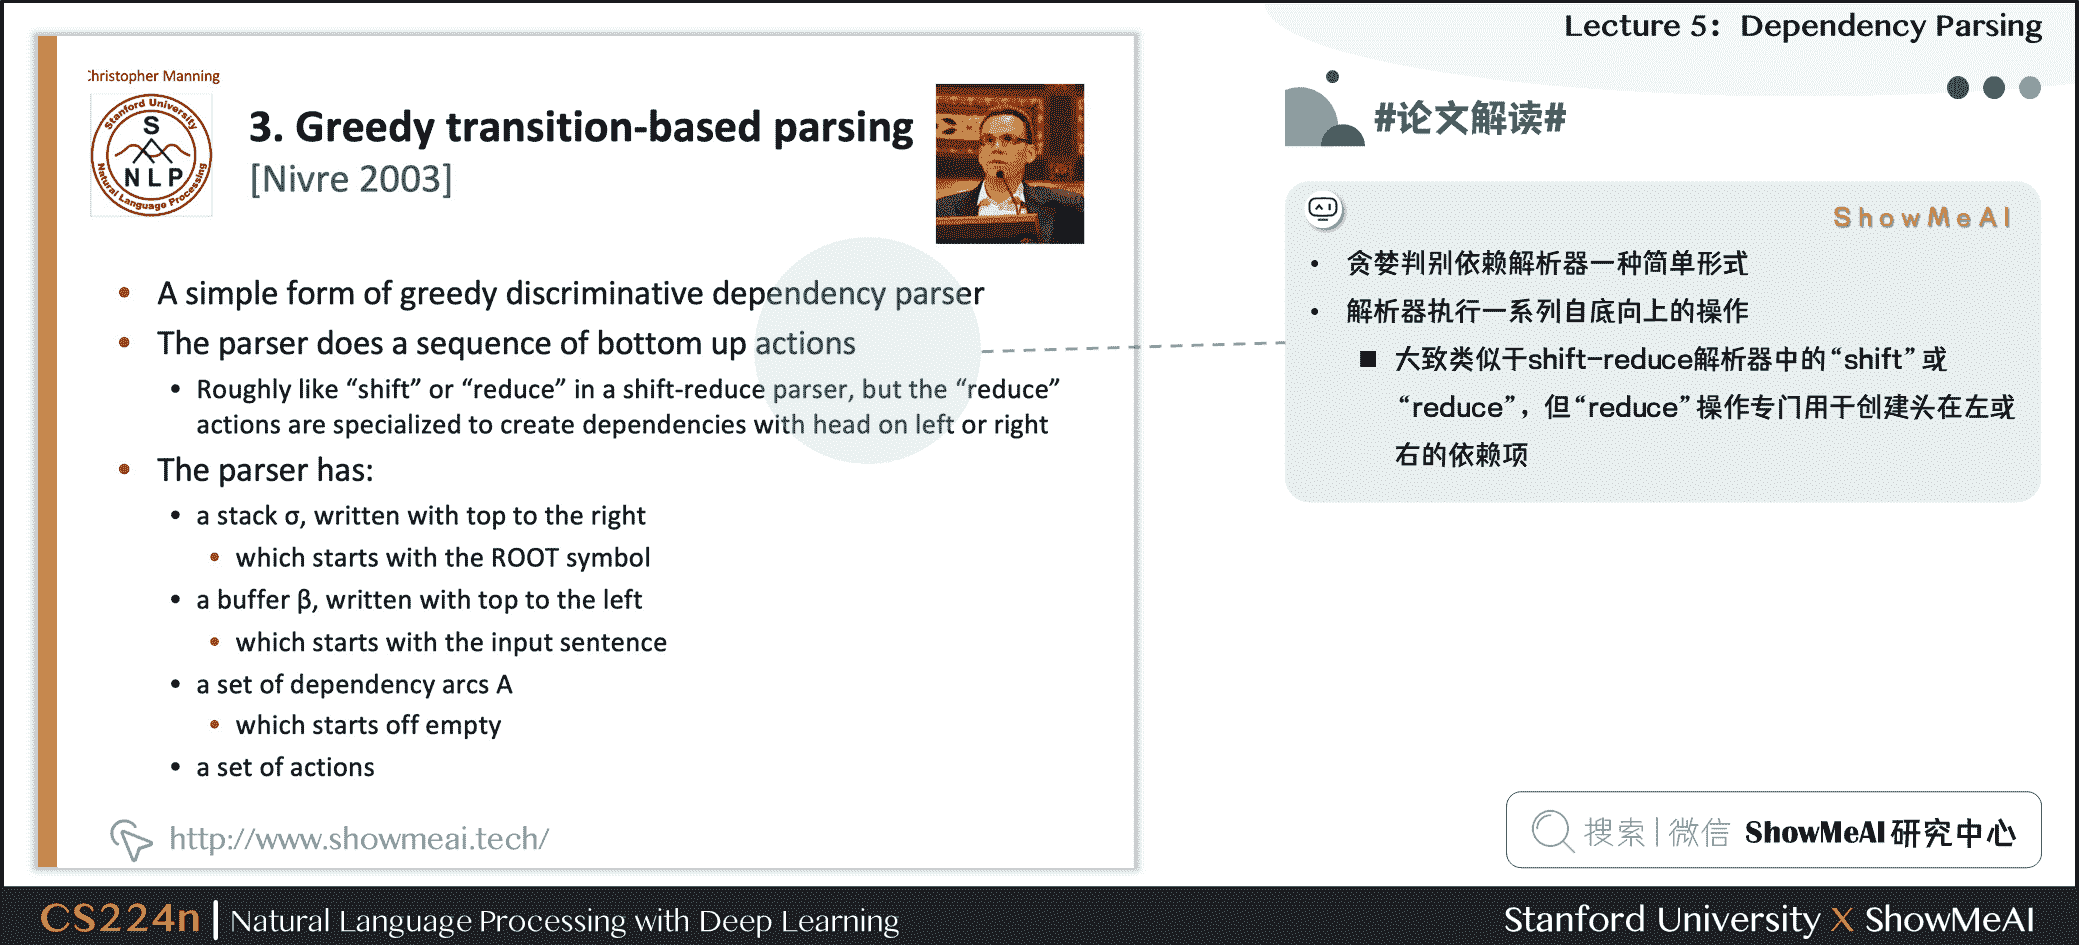 Lecture 5: Dependency Parsing
Christopher Manning
Stanford University
S
NLP
Natural Language Processing
3. Greedy transition-based parsing
[Nivre 2003]
• A simple form of greedy discriminative dependency parser
• The parser does a sequence of bottom up actions
• Roughly like “shift” or “reduce” in a shift-reduce parser, but the “reduce”
actions are specialized to create dependencies with head on left or right
• The parser has:
• a stack σ, written with top to the right
• which starts with the ROOT symbol
• a buffer β, written with top to the left
• which starts with the input sentence
• a set of dependency arcs A
• which starts off empty
• a set of actions
http://www.showmeai.tech/
#论文解读#
ShowMeAI
• 贪婪判别依赖解析器一种简单形式
• 解析器执行一系列自底向上的操作
■ 大致类似于shift-reduce解析器中的“shift”或
“reduce”，但“reduce”操作专门用于创建头在左或
右的依赖项
搜索|微信 ShowMeAI研究中心
CS224n | Natural Language Processing with Deep Learning
Stanford University X ShowMeAI